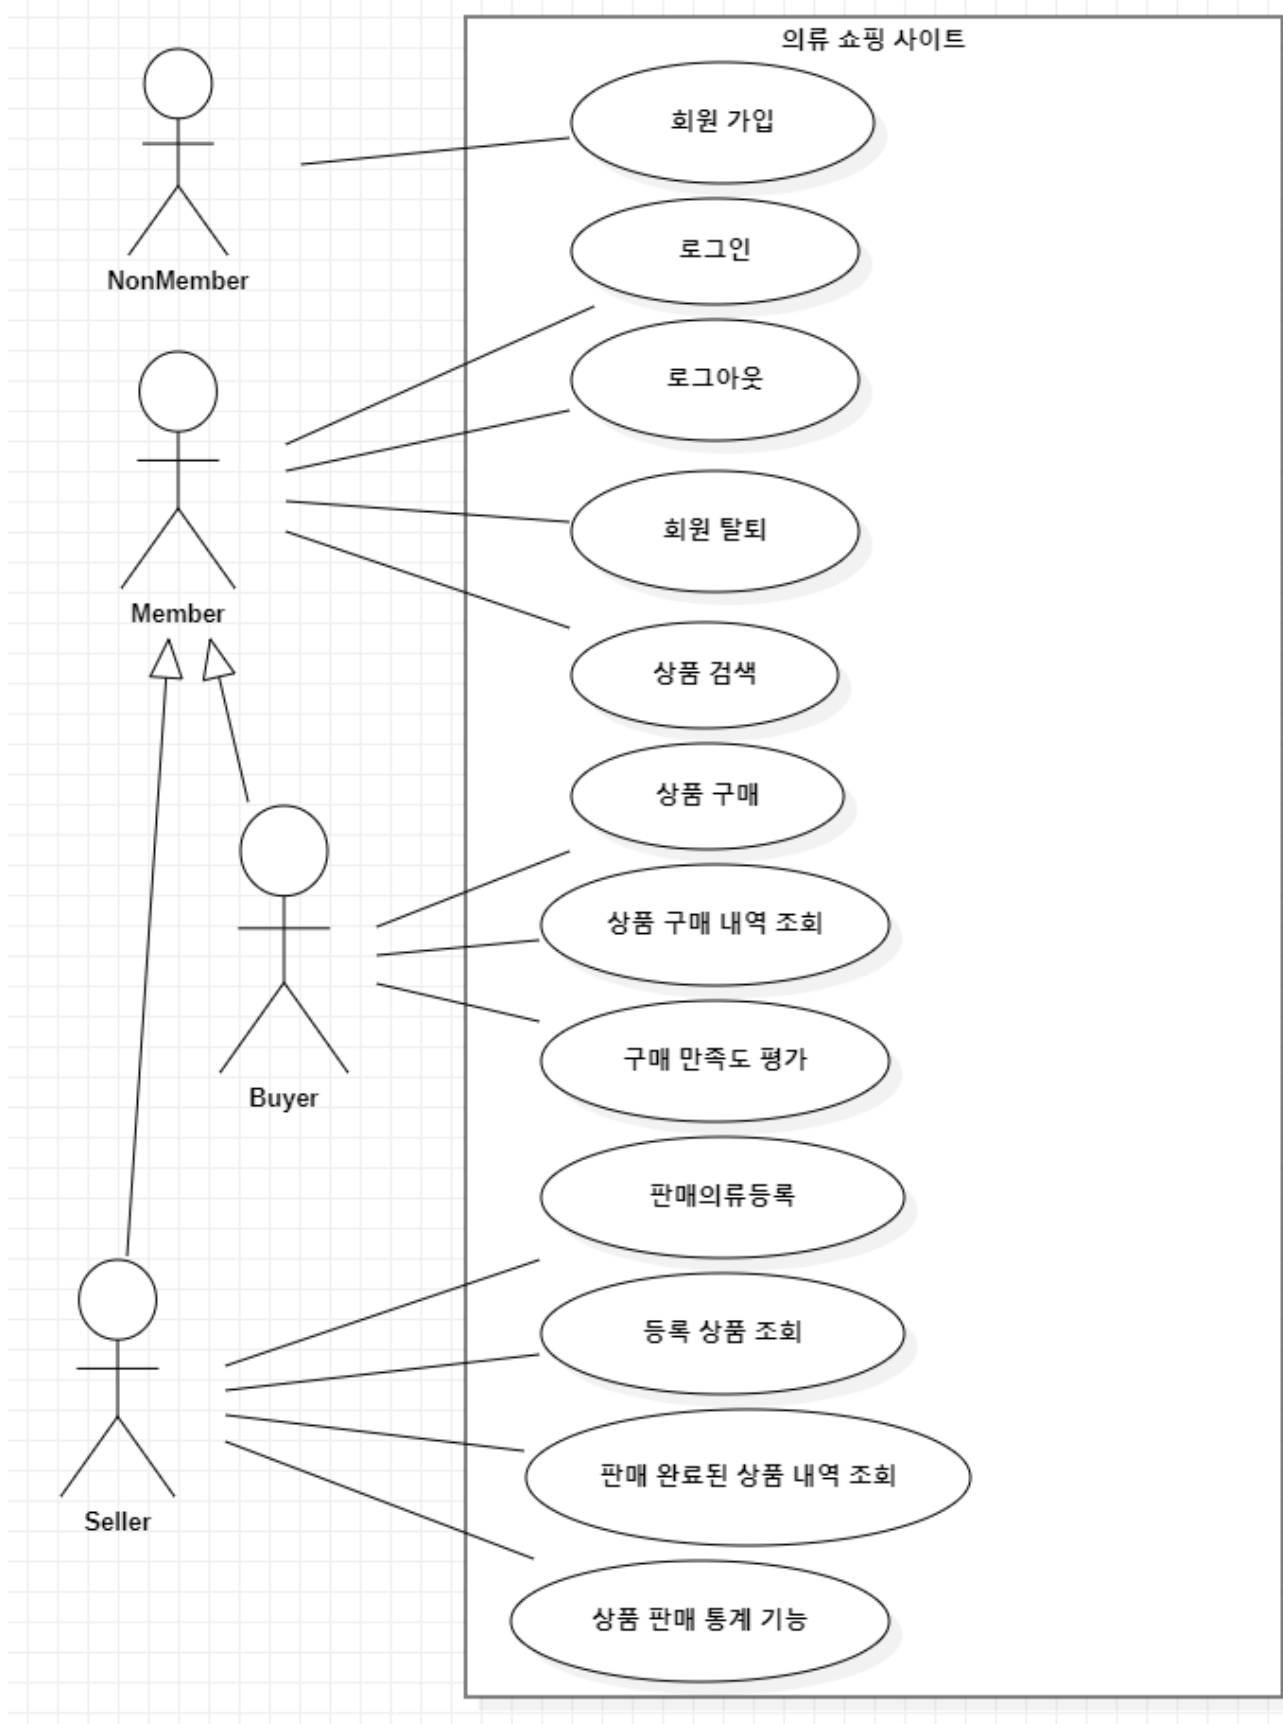 의류 쇼핑 사이트
회원 가입
로그인
NonMember
로그아웃
회원 탈퇴
Member
상품 검색
상품 구매
상품 구매 내역 조회
구매 만족도 평가
Buyer
판매의류등록
등록 상품 조회
판매 완료된 상품 내역 조회
Seller
상품 판매 통계 기능